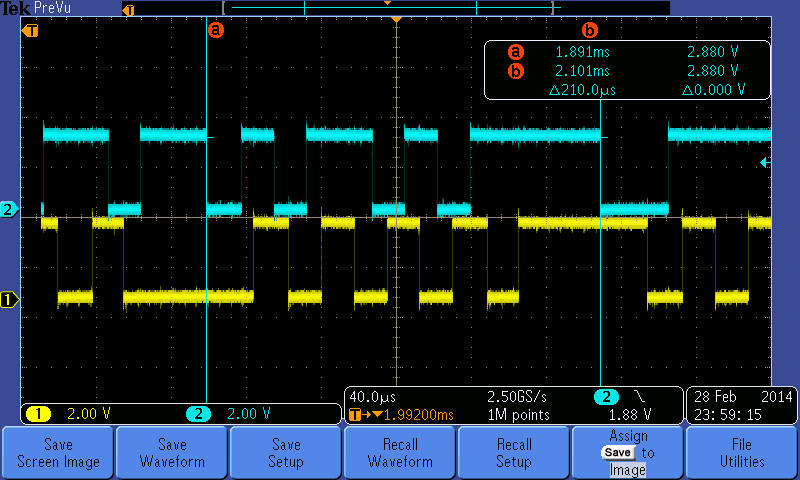 Tek PreVu
T
T
a
b
a 1.891ms 2.880 V
b 2.101ms 2.880 V
△210.0µs △0.000 V
2
1
1 2.00 V 2 2.00 V
40.0µs 2.50GS/s 2 1.88 V
T→▼1.99200ms 1M points
28 Feb 2014
23:59:15
Save Screen Image
Save Waveform
Save Setup
Recall Waveform
Recall Setup
Assign Save to Image
File Utilities